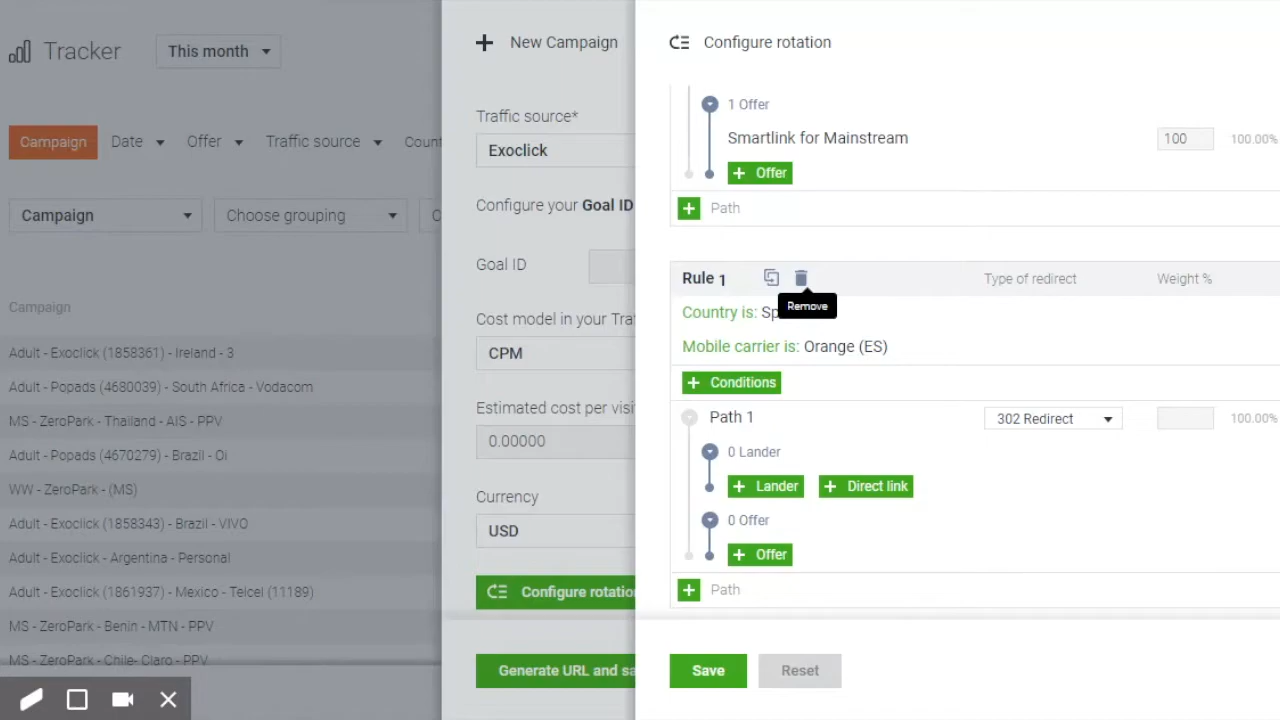 Tracker
This month
Campaign
Date
Offer
Traffic source
Count
Campaign
Choose grouping
C
Campaign
Adult - Exoclick (1858361) - Ireland - 3
Adult - Popads (4680039) - South Africa - Vodacom
MS - ZeroPark - Thailand - AIS - PPV
Adult - Popads (4670279) - Brazil - Oi
WW - ZeroPark - (MS)
Adult - Exoclick (1858343) - Brazil - VIVO
Adult - Exoclick - Argentina - Personal
Adult - Exoclick (1861937) - Mexico - Telcel (11189)
MS - ZeroPark - Benin - MTN - PPV
MS - ZeroPark - Chile- Claro - PPV
New Campaign
Traffic source*
Exoclick
Configure your Goal ID
Goal ID
Cost model in your Tra
CPM
Estimated cost per visi
0.00000
Currency
USD
Configure rotation
Generate URL and sa
Configure rotation
1 Offer
Smartlink for Mainstream
100
100.00%
+ Offer
+ Path
Rule 1
Type of redirect
Weight %
Remove
Country is: Sp
Mobile carrier is: Orange (ES)
+ Conditions
Path 1
302 Redirect
100.00%
0 Lander
+ Lander
+ Direct link
0 Offer
+ Offer
+ Path
Save
Reset